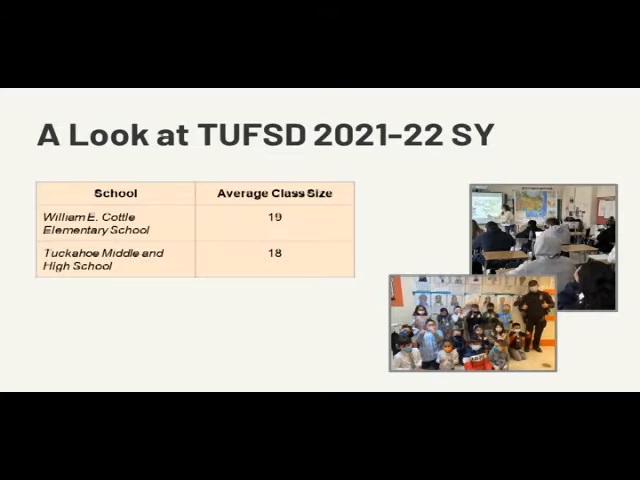 A Look at TUFSD 2021-22 SY
School Average Class Size
William E. Cottle 19
Elementary School
Tuckahoe Middle and 18
High School